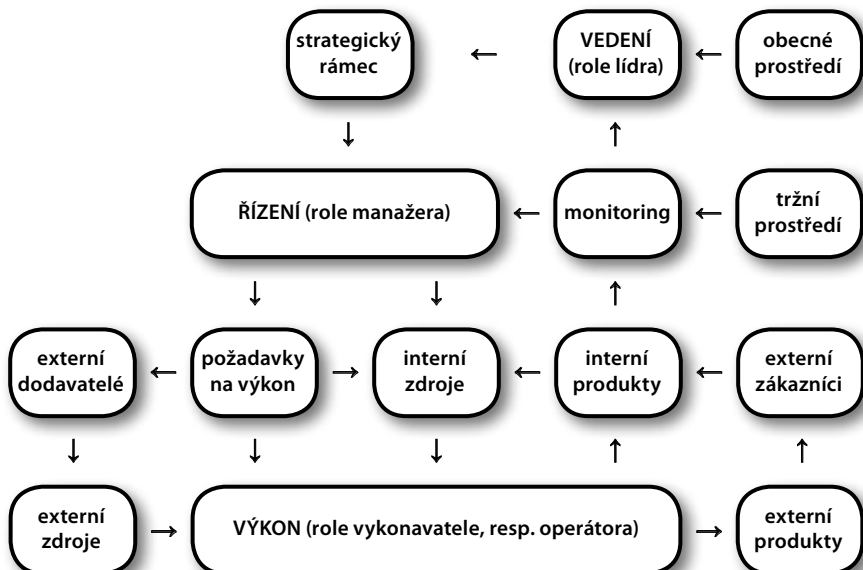 strategický
rámec
VEDENÍ
(role lídra)
obecné
prostředí
ŘÍZENÍ (role manažera)
monitoring
tržní
prostředí
externí
dodavatelé
požadavky
na výkon
interní
zdroje
interní
produkty
externí
zákazníci
externí
zdroje
VÝKON (role vykonavatele, resp. operátora)
externí
produkty